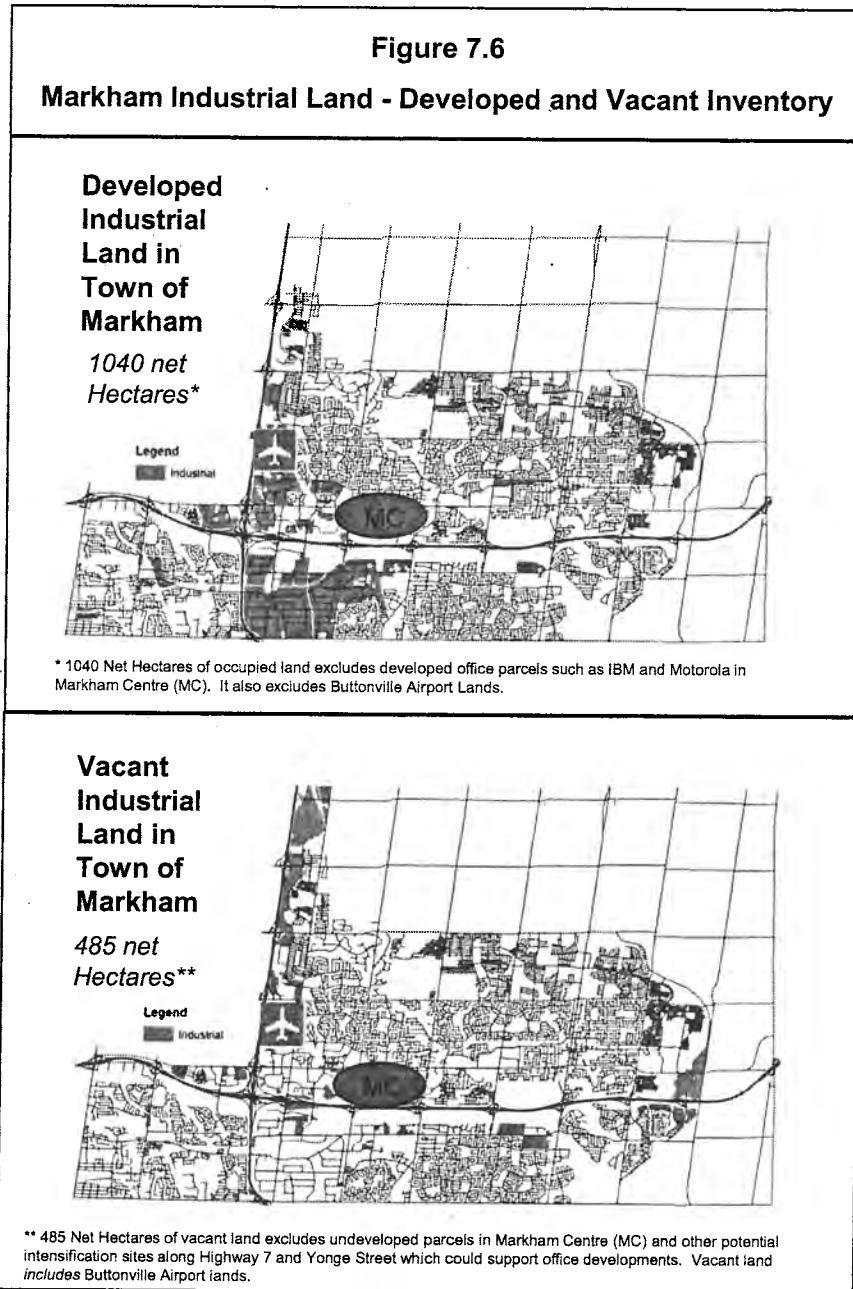 Figure 7.6
Markham Industrial Land - Developed and Vacant Inventory
Developed
Industrial
Land in
Town of
Markham
1040 net
Hectares*
Legend
Industrial
MC
* 1040 Net Hectares of occupied land excludes developed office parcels such as IBM and Motorola in
Markham Centre (MC). It also excludes Buttonville Airport Lands.
Vacant
Industrial
Land in
Town of
Markham
485 net
Hectares**
Legend
Industrial
MC
** 485 Net Hectares of vacant land excludes undeveloped parcels in Markham Centre (MC) and other potential
intensification sites along Highway 7 and Yonge Street which could support office developments. Vacant land
includes Buttonville Airport lands.